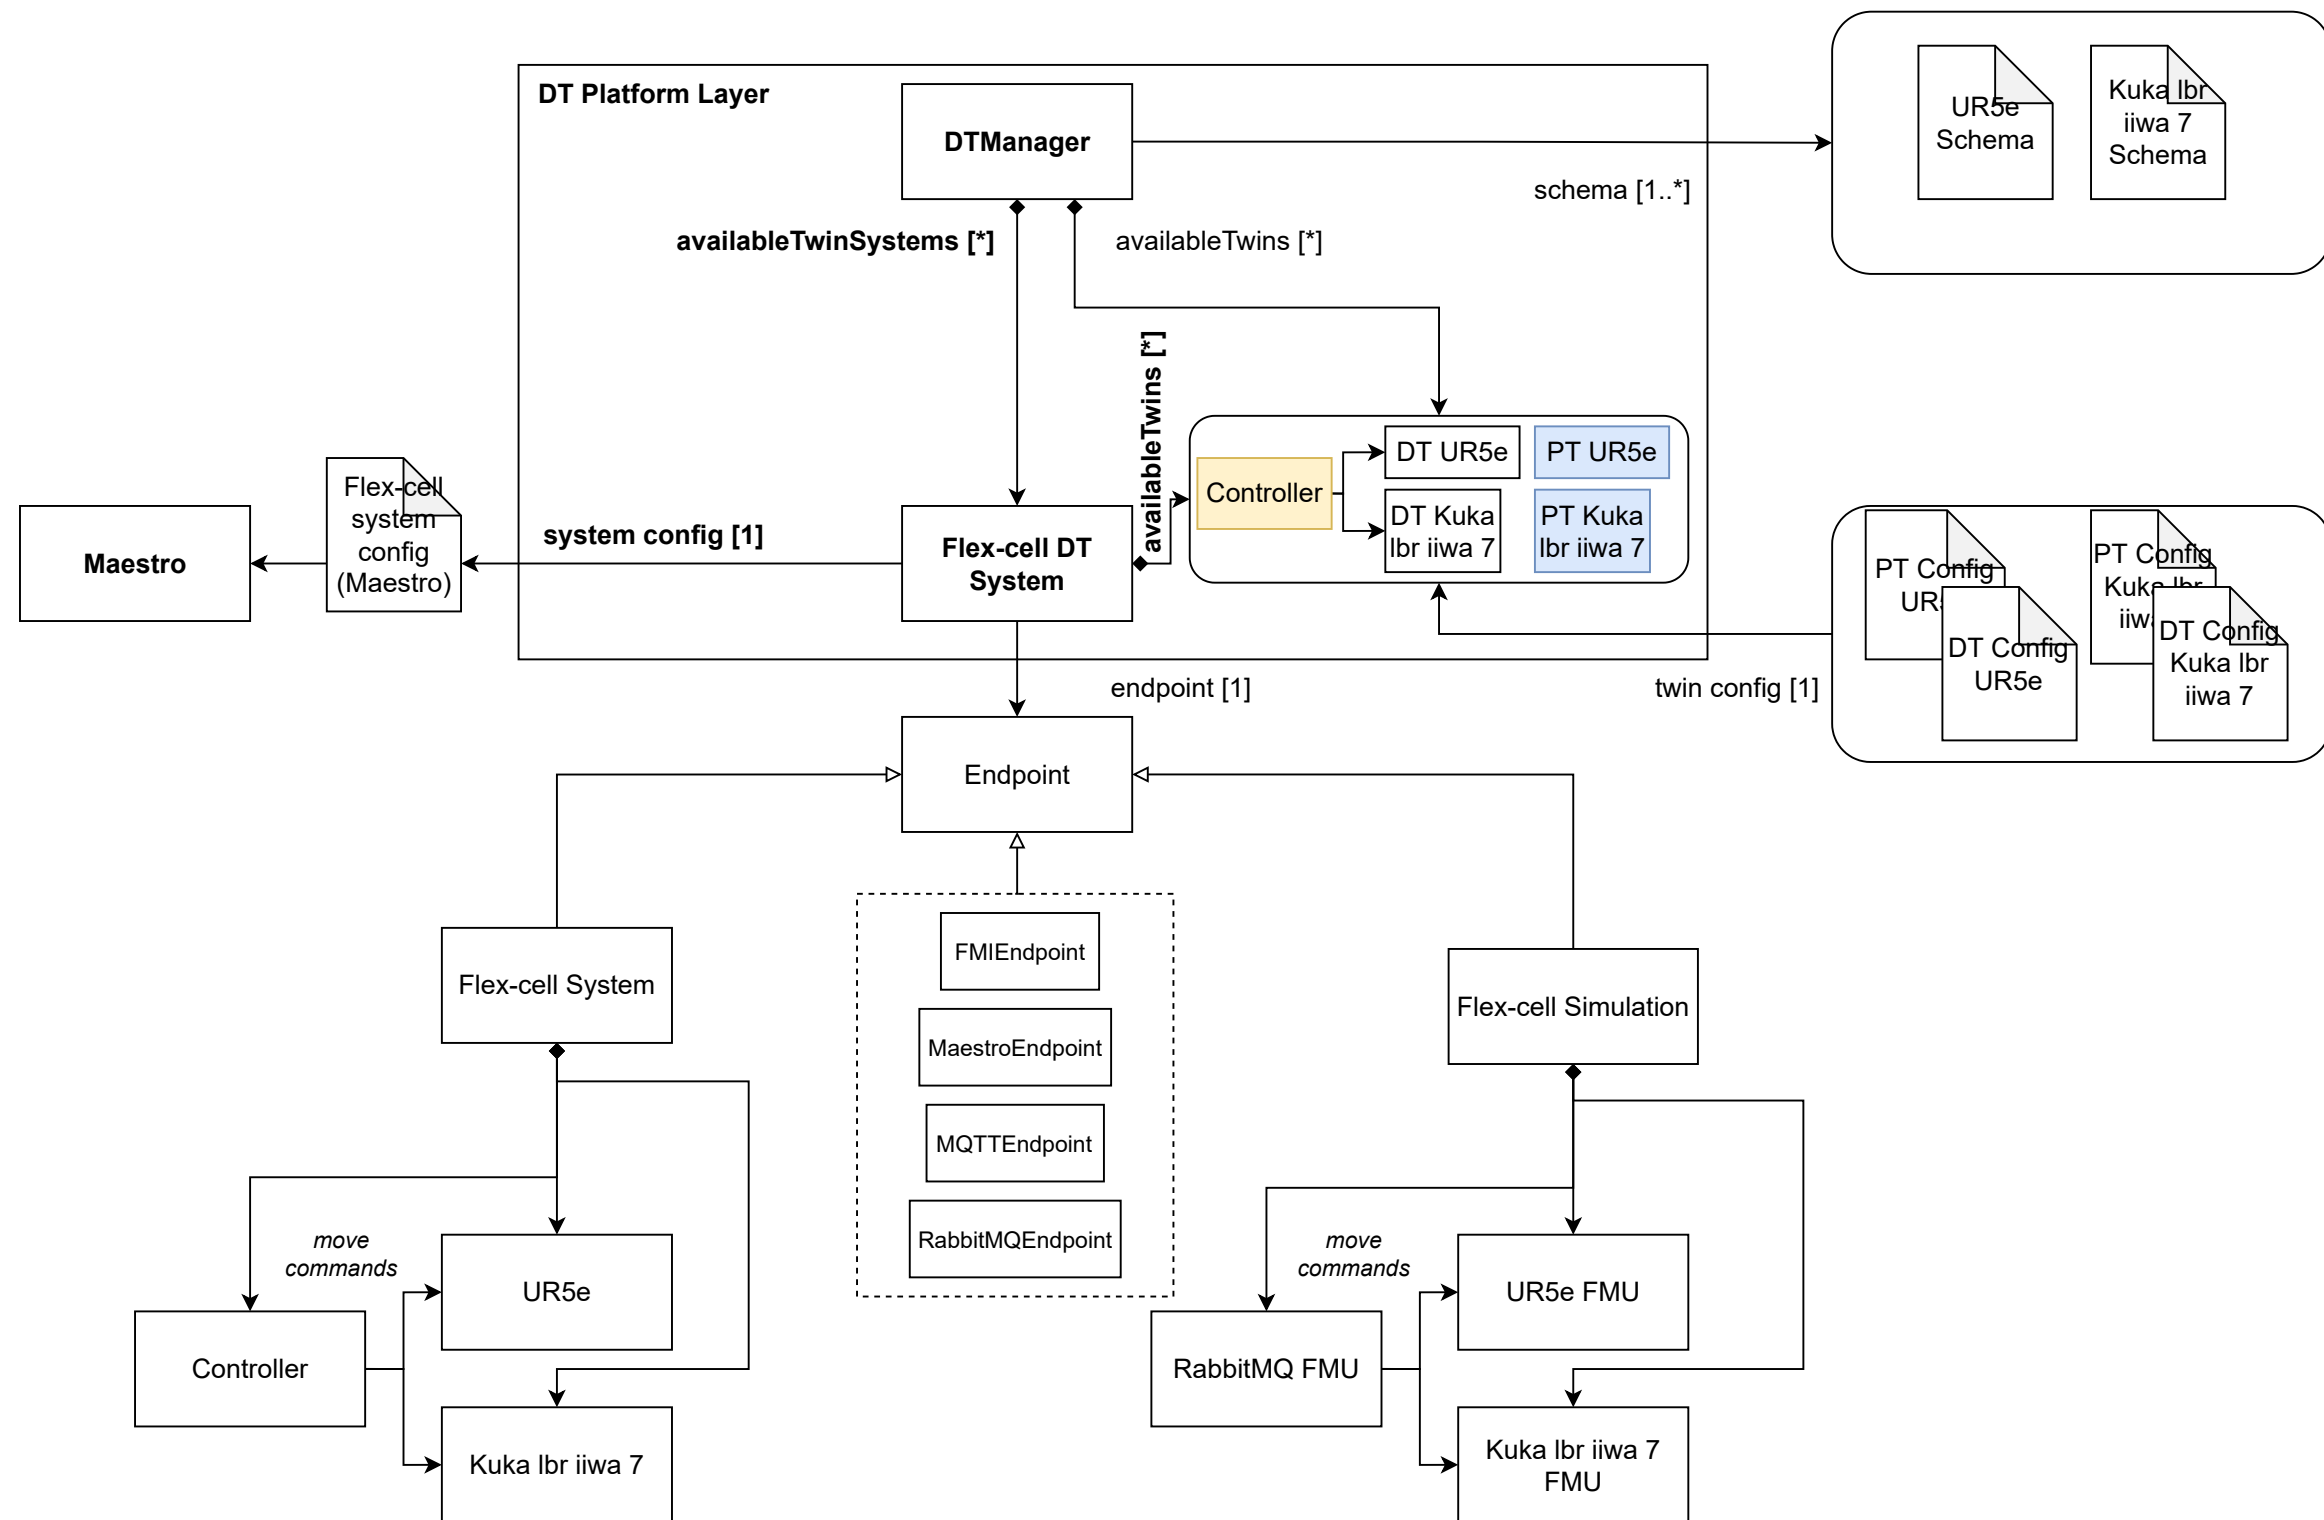 DT Platform Layer
DTManager
UR5e
Schema
Kuka lbr
iiwa 7
Schema
schema [1..*]
availableTwinSystems [*]
availableTwins [*]
availableTwins [*]
Controller
DT UR5e
PT UR5e
DT Kuka
lbr iiwa 7
PT Kuka
lbr iiwa 7
Maestro
Flex-cell
system
config
(Maestro)
system config [1]
Flex-cell DT
System
PT Config
DT Config
UR5e
PT Config
Kuka lbr
DT Config
Kuka lbr
iiwa 7
endpoint [1]
twin config [1]
Endpoint
FMIEndpoint
MaestroEndpoint
MQTTEndpoint
RabbitMQEndpoint
Flex-cell System
move
commands
UR5e
Controller
Kuka lbr iiwa 7
Flex-cell Simulation
move
commands
UR5e FMU
RabbitMQ FMU
Kuka lbr iiwa 7
FMU